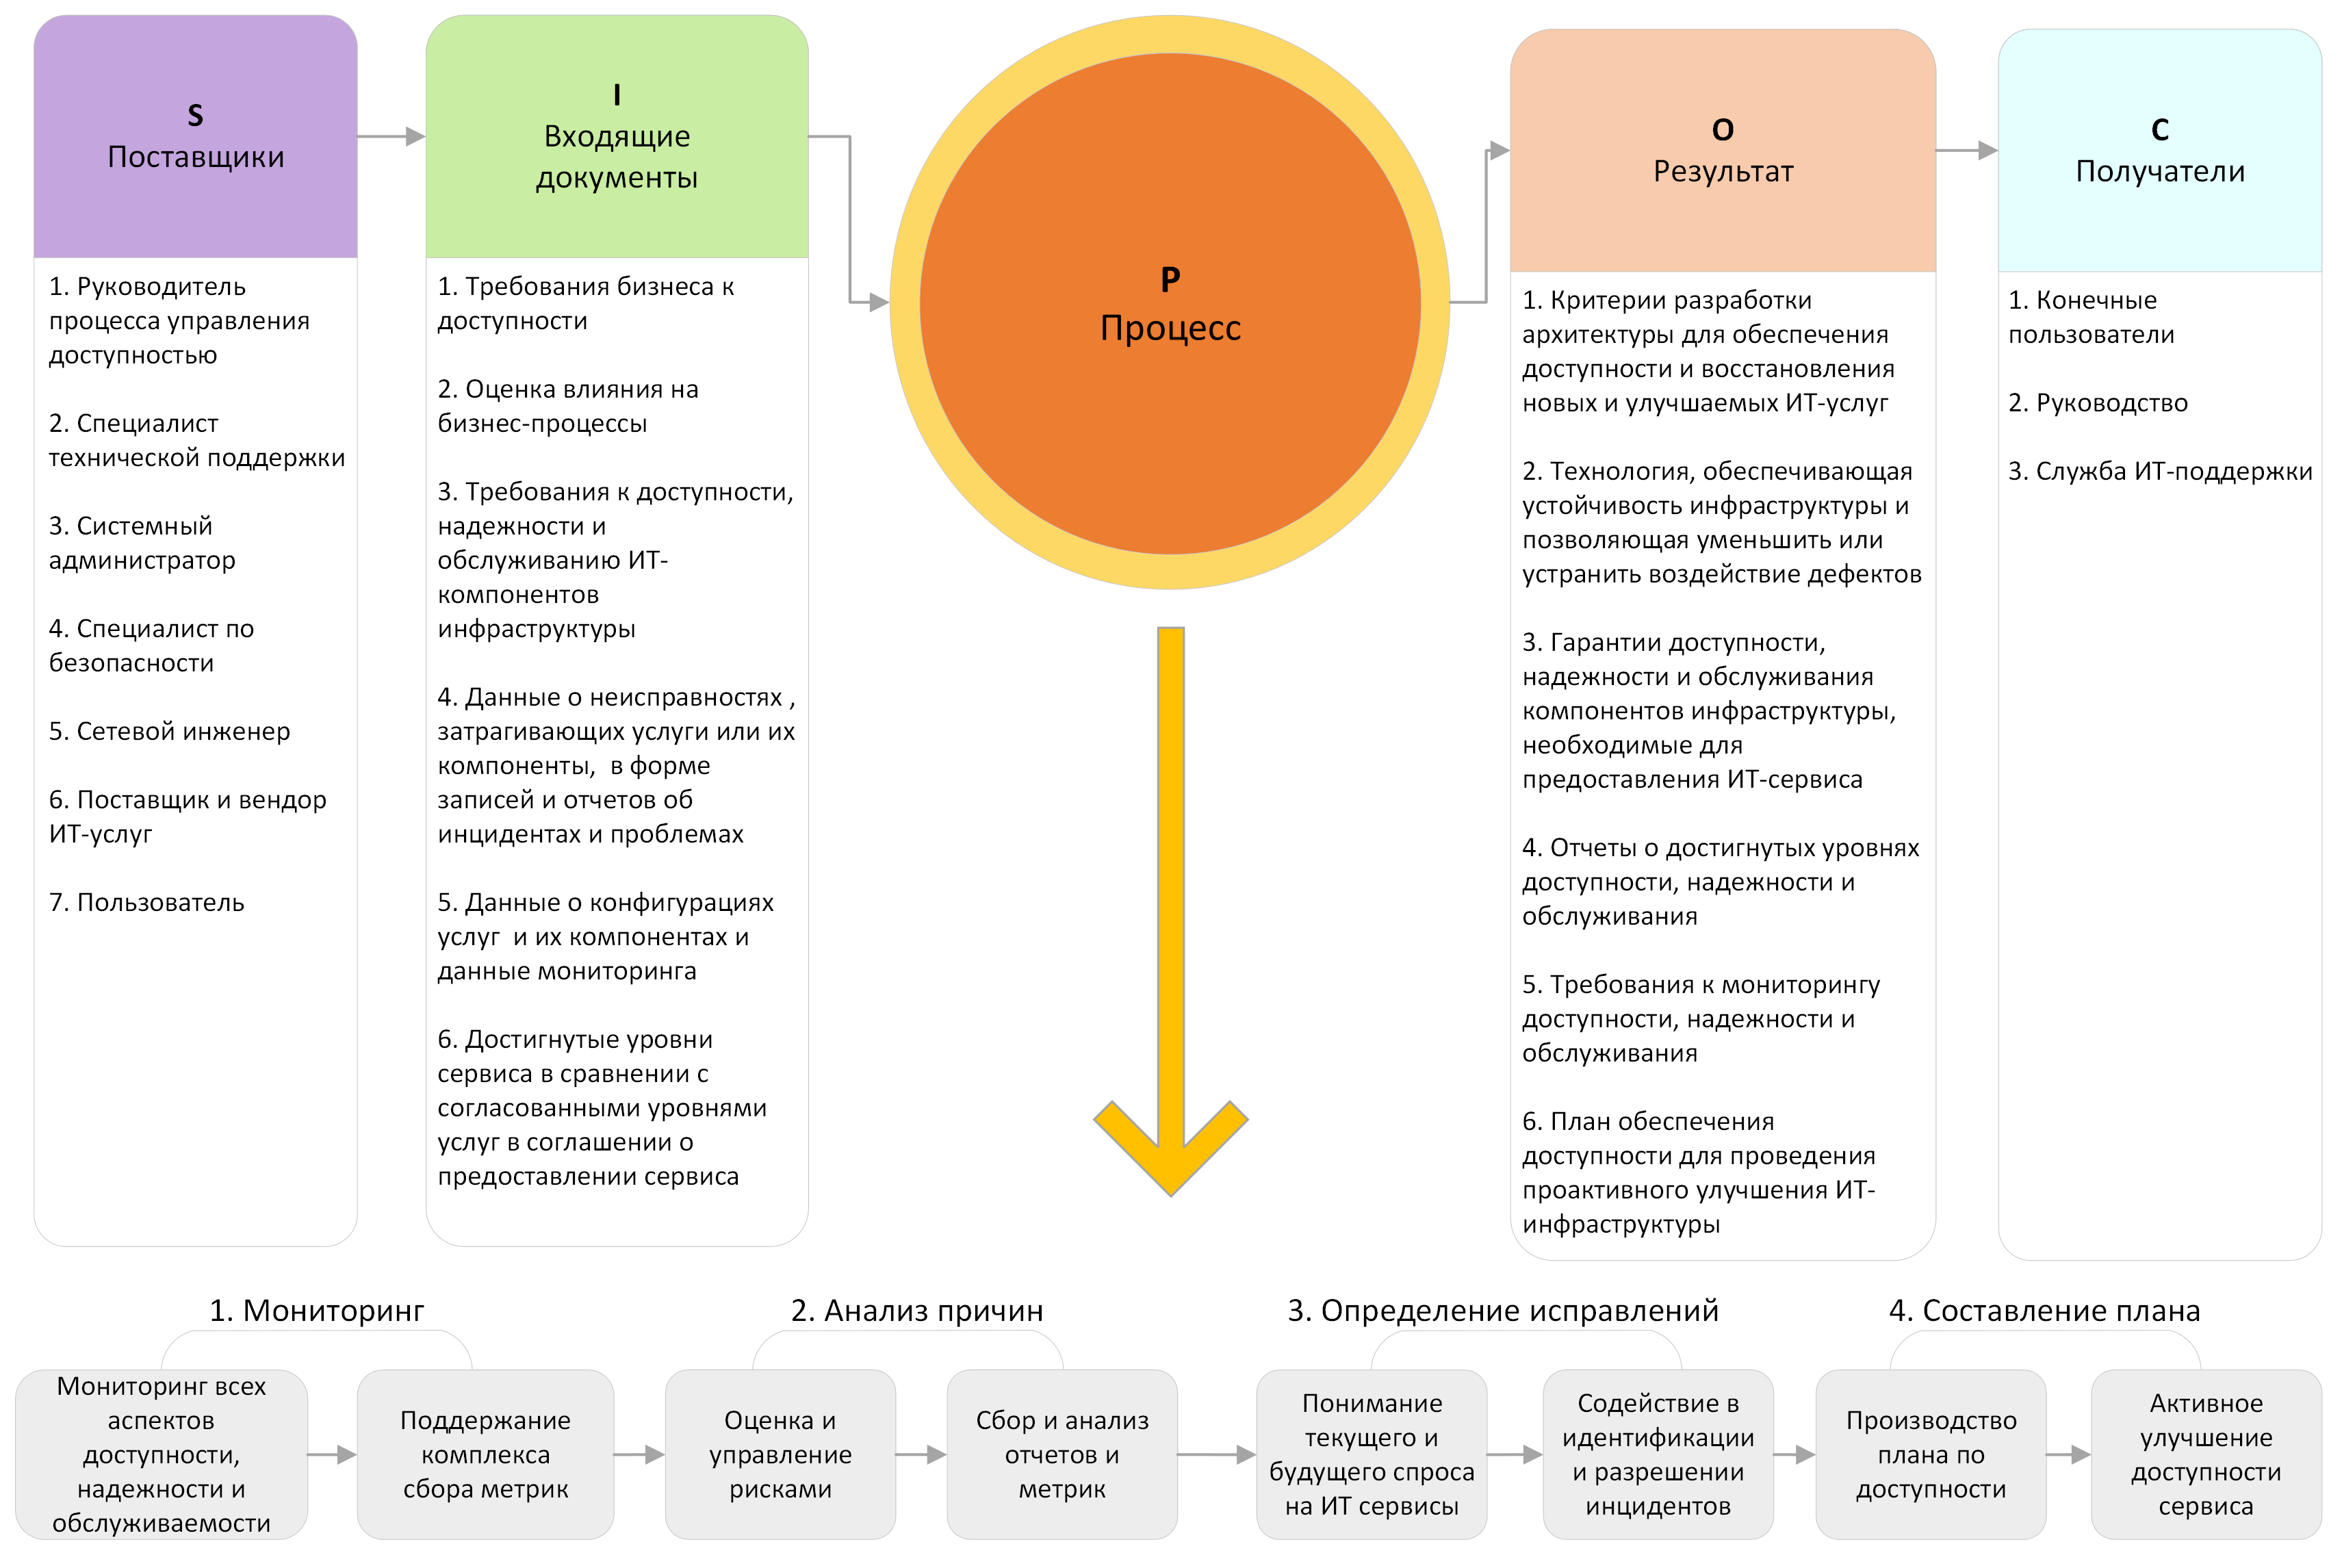 S
Поставщики
1. Руководитель
процесса управления
доступностью
2. Специалист
технической поддержки
3. Системный
администратор
4. Специалист по
безопасности
5. Сетевой инженер
6. Поставщик и вендор
ИТ-услуг
7. Пользователь
I
Входящие
документы
1. Требования бизнеса к
доступности
2. Оценка влияния на
бизнес-процессы
3. Требования к доступности,
надежности и
обслуживанию ИТ-
компонентов
инфраструктуры
4. Данные о неисправностях ,
затрагивающих услуги или их
компоненты,  в форме
записей и отчетов об
инцидентах и проблемах
5. Данные о конфигурациях
услуг  и их компонентах и
данные мониторинга
6. Достигнутые уровни
сервиса в сравнении с
согласованными уровнями
услуг в соглашении о
предоставлении сервиса
P
Процесс
O
Результат
1. Критерии разработки
архитектуры для обеспечения
доступности и восстановления
новых и улучшаемых ИТ-услуг
2. Технология, обеспечивающая
устойчивость инфраструктуры и
позволяющая уменьшить или
устранить воздействие дефектов
3. Гарантии доступности,
надежности и обслуживания
компонентов инфраструктуры,
необходимые для
предоставления ИТ-сервиса
4. Отчеты о достигнутых уровнях
доступности, надежности и
обслуживания
5. Требования к мониторингу
доступности, надежности и
обслуживания
6. План обеспечения
доступности для проведения
проактивного улучшения ИТ-
инфраструктуры
C
Получатели
1. Конечные
пользователи
2. Руководство
3. Служба ИТ-поддержки
1. Мониторинг
Мониторинг всех
аспектов
доступности,
надежности и
обслуживаемости
Поддержание
комплекса
сбора метрик
2. Анализ причин
Оценка и
управление
рисками
Сбор и анализ
отчетов и
метрик
3. Определение исправлений
Понимание
текущего и
будущего спроса
на ИТ сервисы
Содействие в
идентификации
и разрешении
инцидентов
4. Составление плана
Производство
плана по
доступности
Активное
улучшение
доступности
сервиса